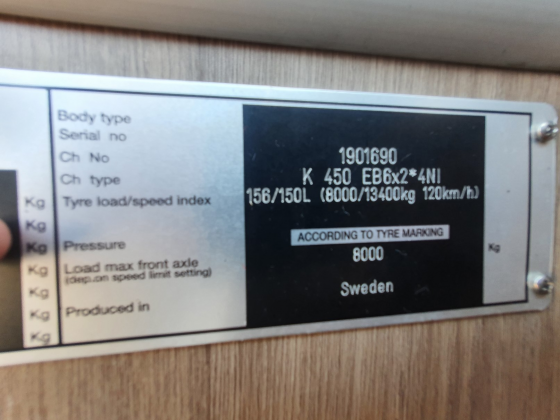 Body type
Serial no
Ch No 1901690
Ch type K 450 EB6x2*4NI
Kg Tyre load/speed index 156/150L (8000/13400kg 120km/h)
Kg
Pressure ACCORDING TO TYRE MARKING
Kg Load max front axle 8000 Kg
(dep.on speed limit setting)
Kg
Kg Produced in Sweden